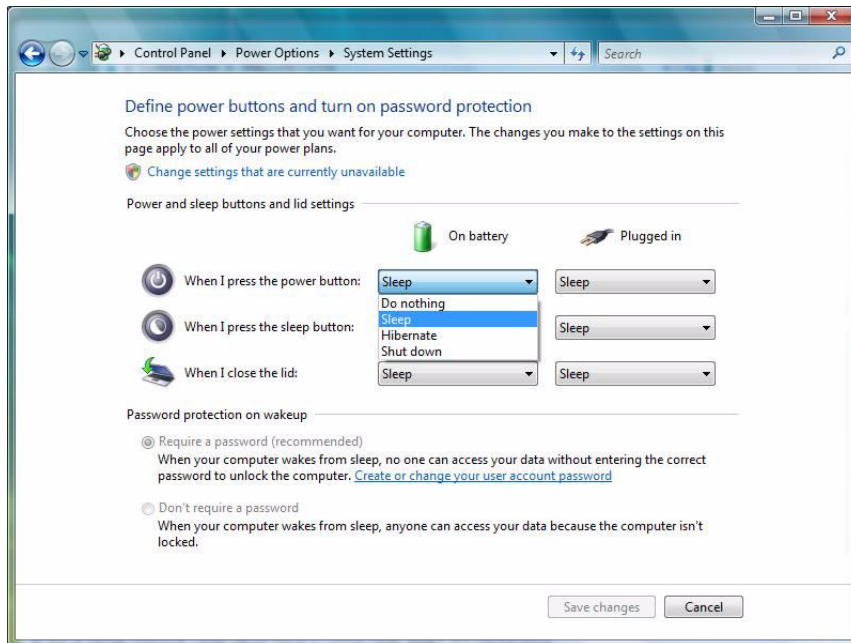 Control Panel ▸ Power Options ▸ System Settings
Search
Define power buttons and turn on password protection
Choose the power settings that you want for your computer. The changes you make to the settings on this
page apply to all of your power plans.
Change settings that are currently unavailable
Power and sleep buttons and lid settings
On battery
Plugged in
When I press the power button:
Sleep
Sleep
Do nothing
Sleep
Hibernate
Shut down
When I press the sleep button:
Sleep
When I close the lid:
Sleep
Sleep
Password protection on wakeup
Require a password (recommended)
When your computer wakes from sleep, no one can access your data without entering the correct
password to unlock the computer. Create or change your user account password
Don't require a password
When your computer wakes from sleep, anyone can access your data because the computer isn't
locked.
Save changes
Cancel